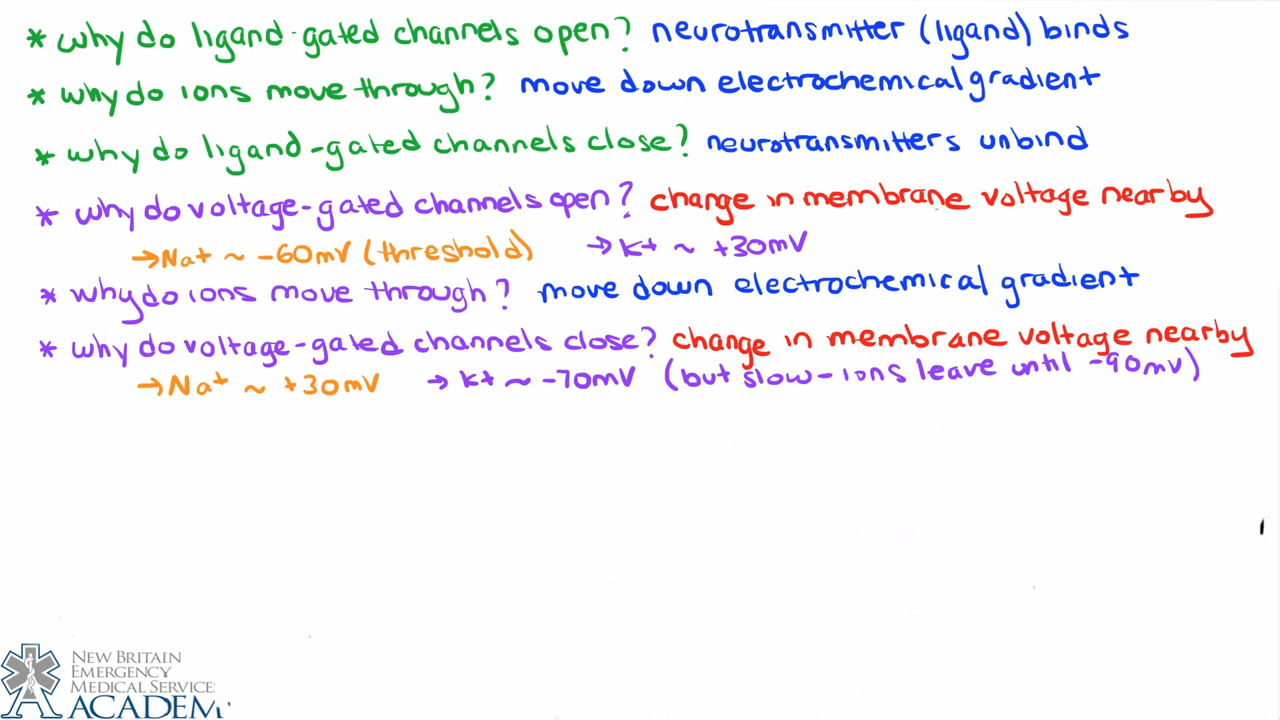 * why do ligand-gated channels open? neurotransmitter (ligand) binds
* why do ions move through? move down electrochemical gradient
* why do ligand-gated channels close? neurotransmitters unbind
* why do voltage-gated channels open? change in membrane voltage nearby
→ Na+ ~ -60mV (threshold) → K+ ~ +30mV
* why do ions move through? move down electrochemical gradient
* why do voltage-gated channels close? change in membrane voltage nearby
→ Na+ ~ +30mV → K+ ~ -70mV (but slow-ions leave until -90mv)
NEW BRITAIN
EMERGENCY
MEDICAL SERVICES
ACADEM